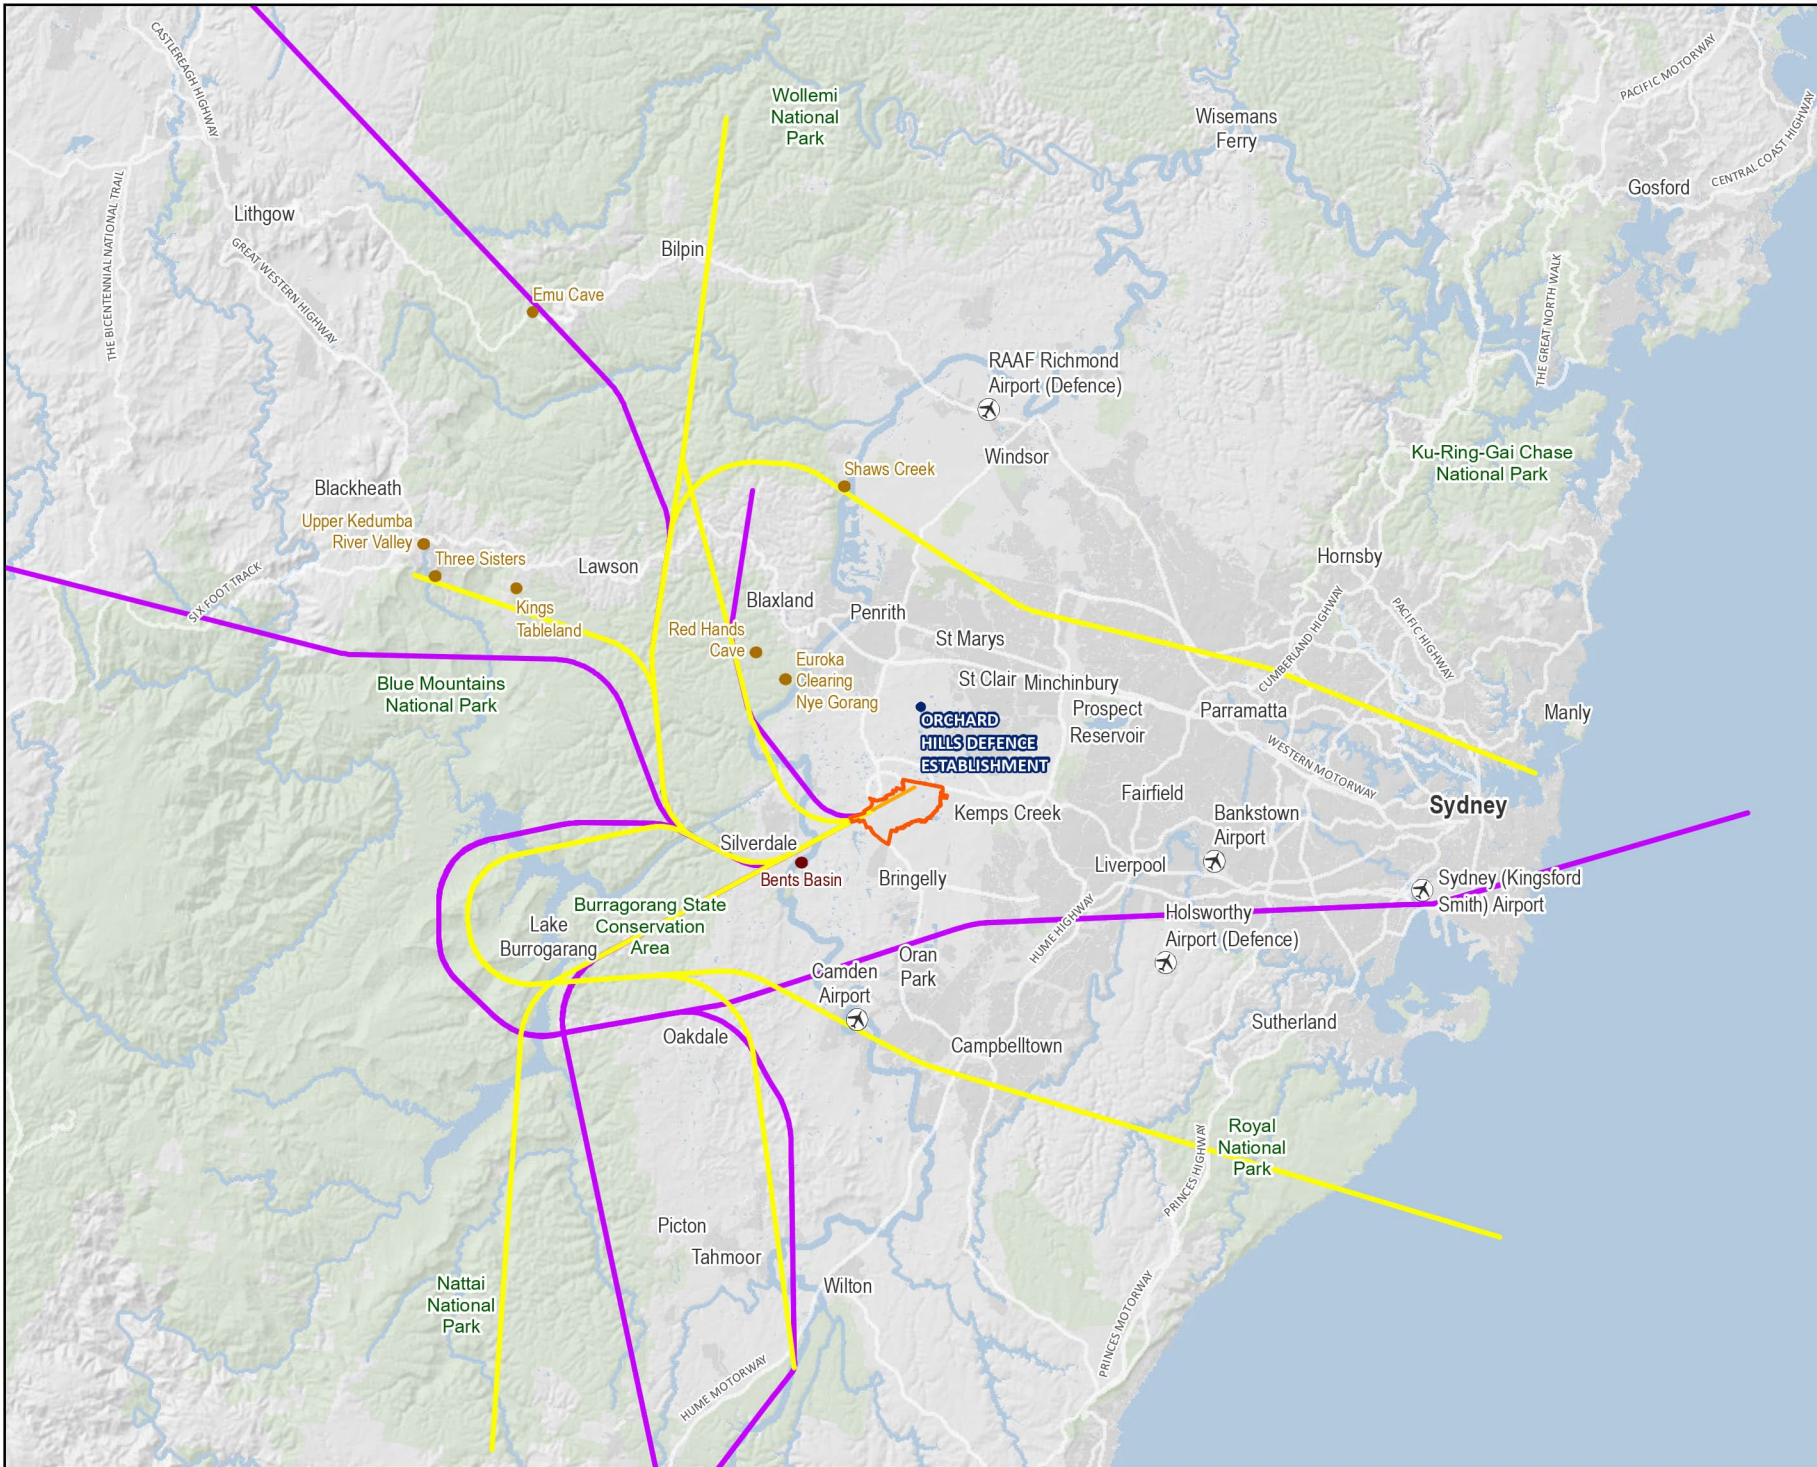 CASTLEREAGH HIGHWAY
PACIFIC MOTORWAY
Wollemi
National
Park
Wisemans
Ferry
CENTRAL COAST HIGHWAY
Gosford
THE BICENTENNIAL NATIONAL TRAIL
Lithgow
GREAT WESTERN HIGHWAY
Bilpin
THE GREAT NORTH WALK
Emu Cave
RAAF Richmond
Airport (Defence)
Windsor
Ku-Ring-Gai Chase
National Park
Shaws Creek
Blackheath
Upper Kedumba
River Valley
Three Sisters
SIX FOOT TRACK
Lawson
Kings
Tableland
Hornsby
Blaxland
Penrith
CUMBERLAND HIGHWAY
PACIFIC HIGHWAY
Red Hands
Cave
St Marys
Euroka
Clearing
Nye Gorang
St Clair
Minchinbury
Blue Mountains
National Park
Prospect
Reservoir
Parramatta
Manly
ORCHARD
HILLS DEFENCE
ESTABLISHMENT
WESTERN MOTORWAY
Fairfield
Sydney
Kemps Creek
Bankstown
Airport
Silverdale
Bents Basin
Bringelly
Liverpool
Sydney (Kingsford
Smith) Airport
Burragorang State
Conservation
Area
Lake
Burrogarang
HUME HIGHWAY
Holsworthy
Airport (Defence)
Oran
Park
Camden
Airport
Oakdale
Campbelltown
Sutherland
Royal
National
Park
PRINCES HIGHWAY
Picton
Tahmoor
Wilton
Nattai
National
Park
PRINCES MOTORWAY
HUME MOTORWAY